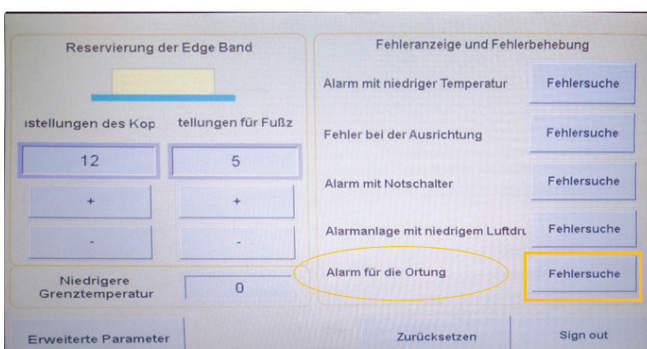 Reservierung der Edge Band
istellungen des Kop
tellungen für Fußz
12
5
+
+
-
-
Niedrigere
Grenztemperatur
0
Erweiterte Parameter
Fehleranzeige und Fehlerbehebung
Alarm mit niedriger Temperatur
Fehlersuche
Fehler bei der Ausrichtung
Fehlersuche
Alarm mit Notschalter
Fehlersuche
Alarmanlage mit niedrigem Luftdru
Fehlersuche
Alarm für die Ortung
Fehlersuche
Zurücksetzen
Sign out